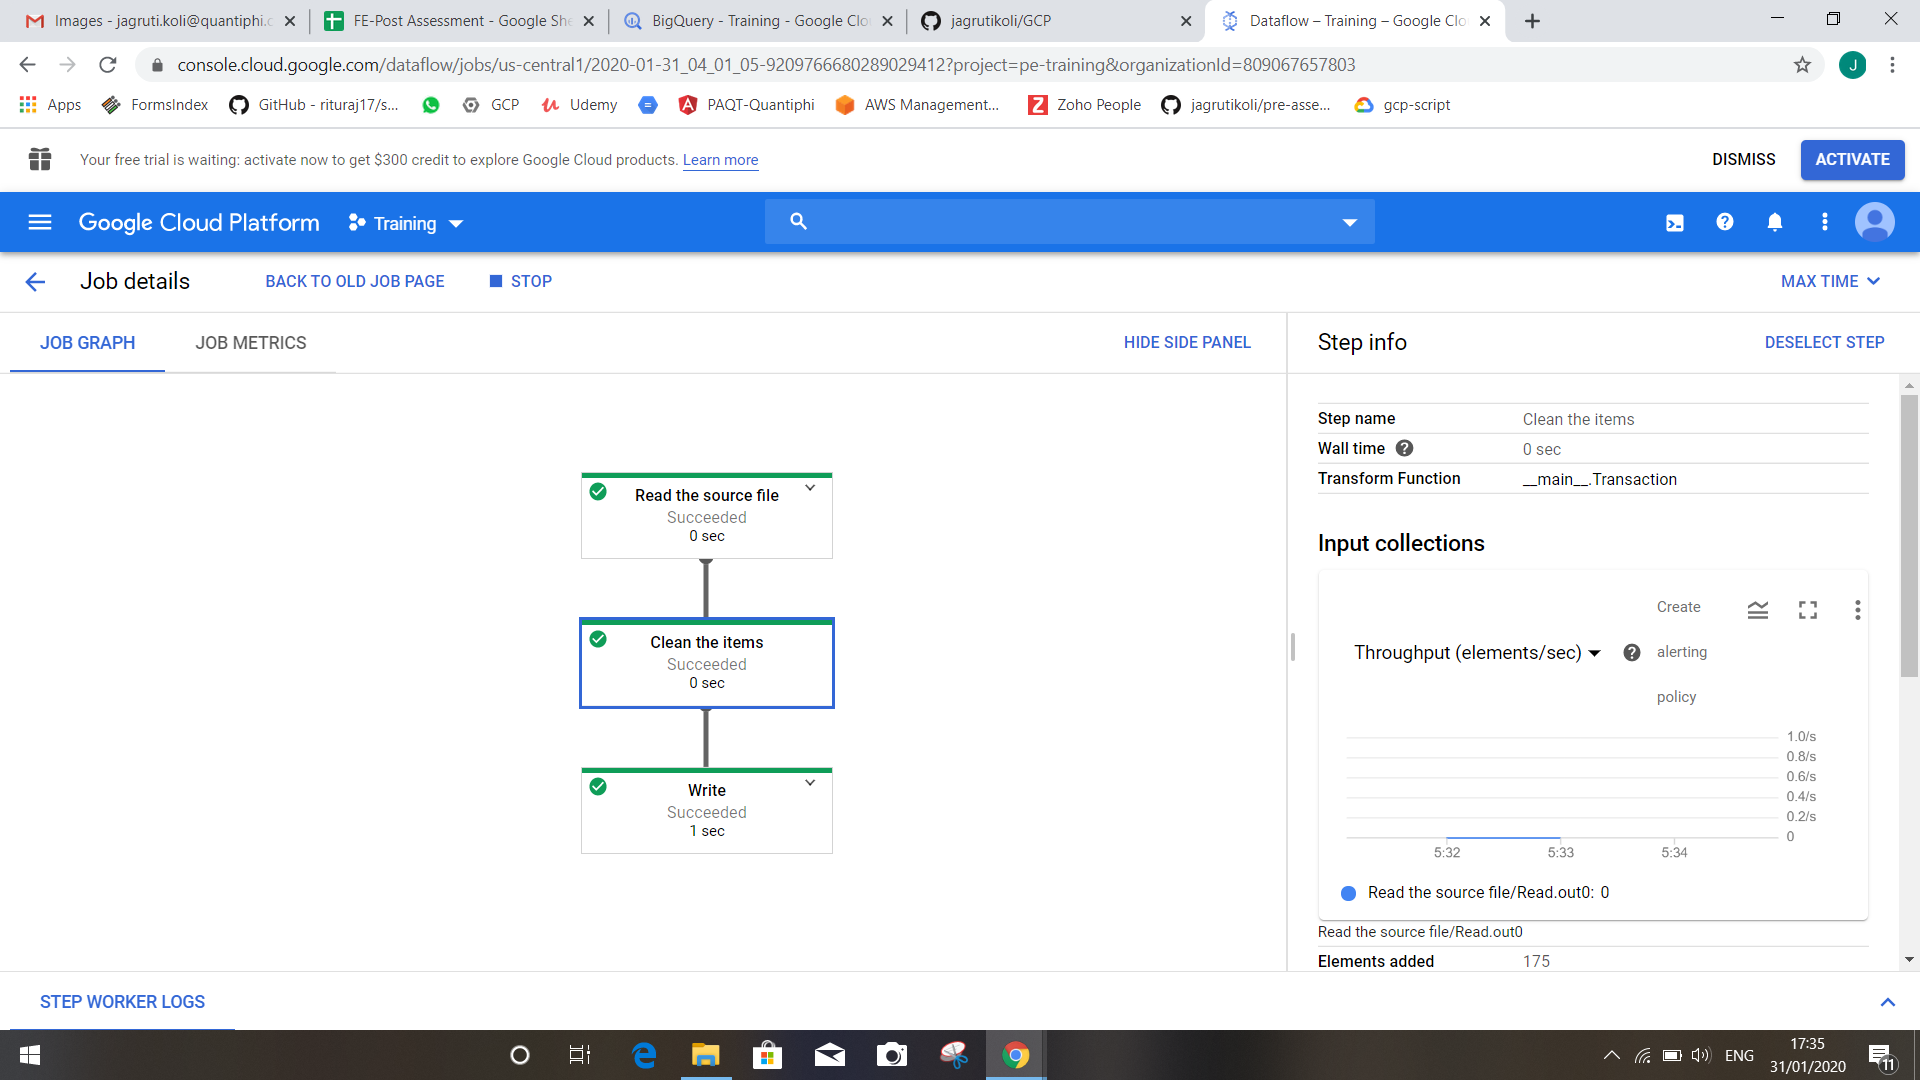 Images - jagruti.koli@quantiphi.c
FE-Post Assessment - Google She
BigQuery - Training - Google Clo
jagrutikoli/GCP
Dataflow – Training – Google Clo
console.cloud.google.com/dataflow/jobs/us-central1/2020-01-31_04_01_05-9209766680289029412?project=pe-training&organizationId=809067657803
J
Apps
FormsIndex
GitHub - rituraj17/s...
GCP
Udemy
PAQT-Quantiphi
AWS Management...
Zoho People
jagrutikoli/pre-asse...
gcp-script
Your free trial is waiting: activate now to get $300 credit to explore Google Cloud products. Learn more
DISMISS
ACTIVATE
Google Cloud Platform
Training
Job details
BACK TO OLD JOB PAGE
STOP
MAX TIME
JOB GRAPH
JOB METRICS
HIDE SIDE PANEL
Step info
DESELECT STEP
Read the source file
Succeeded
0 sec
Clean the items
Succeeded
0 sec
Write
Succeeded
1 sec
Step name Clean the items
Wall time 0 sec
Transform Function __main__.Transaction
Input collections
Throughput (elements/sec)
Create
alerting
policy
1.0/s
0.8/s
0.6/s
0.4/s
0.2/s
0
5:32 5:33 5:34
Read the source file/Read.out0: 0
Read the source file/Read.out0
Elements added 175
STEP WORKER LOGS
ENG
17:35
31/01/2020
11